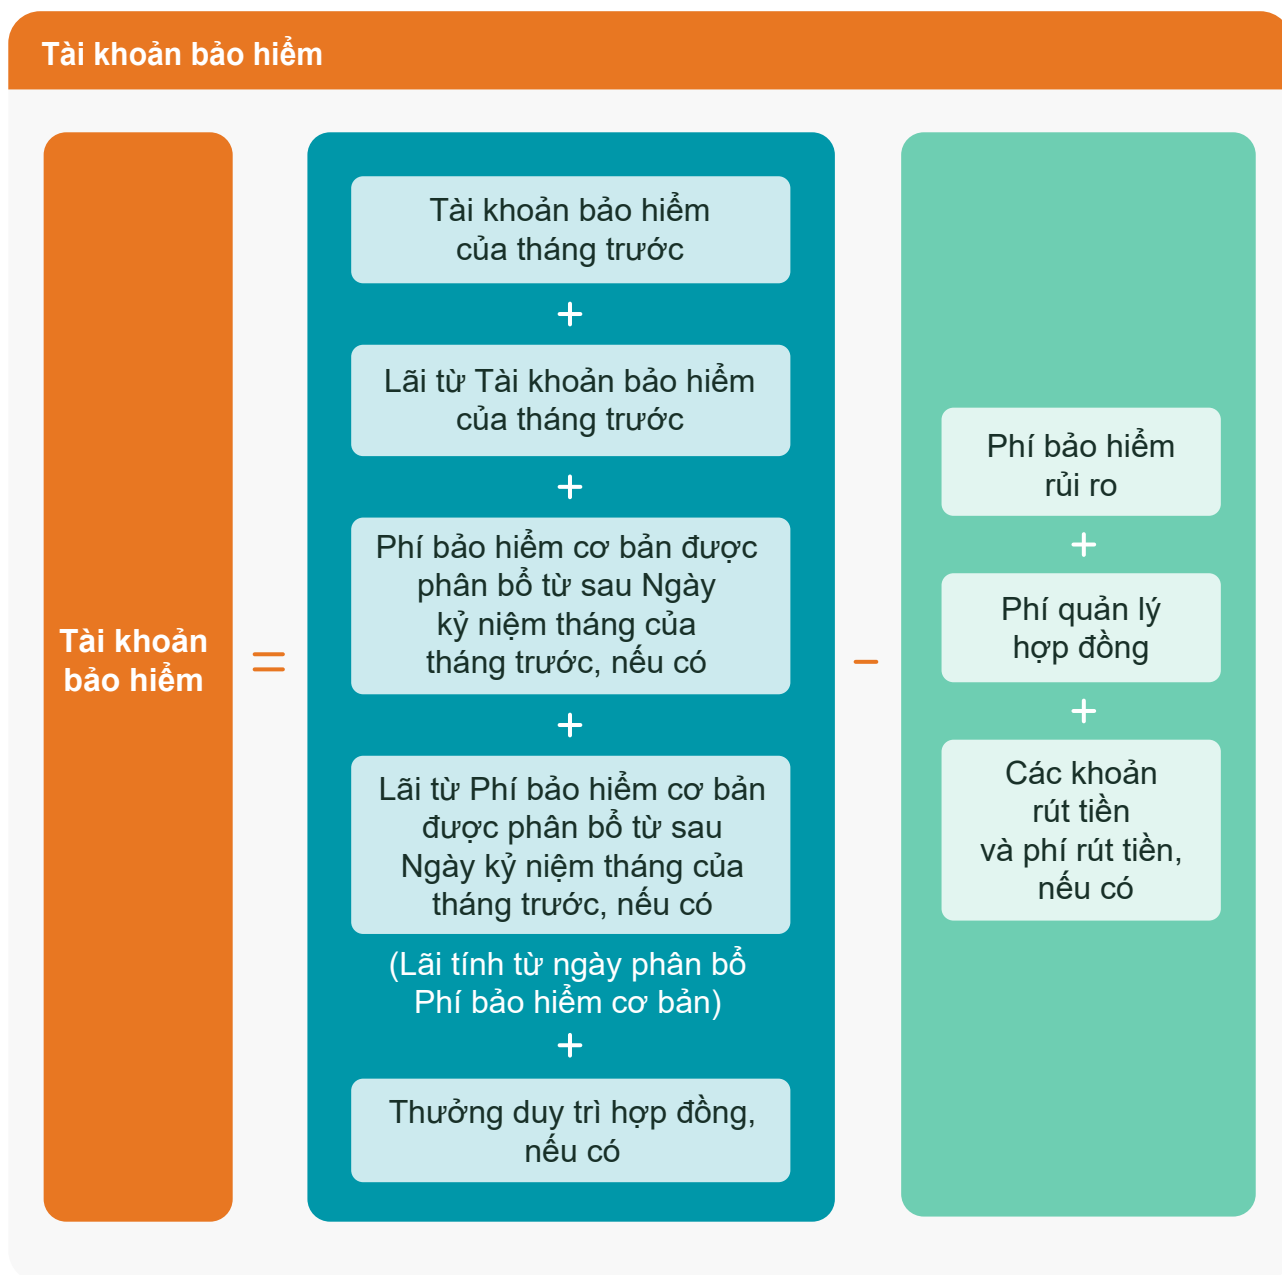 Tài khoản bảo hiểm
Tài khoản
bảo hiểm
=
Tài khoản bảo hiểm
của tháng trước
+
Lãi từ Tài khoản bảo hiểm
của tháng trước
+
Phí bảo hiểm cơ bản được
phân bổ từ sau Ngày
kỷ niệm tháng của
tháng trước, nếu có
+
Lãi từ Phí bảo hiểm cơ bản
được phân bổ từ sau
Ngày kỷ niệm tháng của
tháng trước, nếu có
(Lãi tính từ ngày phân bổ
Phí bảo hiểm cơ bản)
+
Thưởng duy trì hợp đồng,
nếu có
-
Phí bảo hiểm
rủi ro
+
Phí quản lý
hợp đồng
+
Các khoản
rút tiền
và phí rút tiền,
nếu có